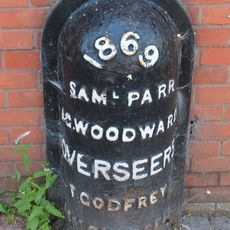 1869
SAML PARR
G. WOODWARD
OVERSEERS
T. GODFREY